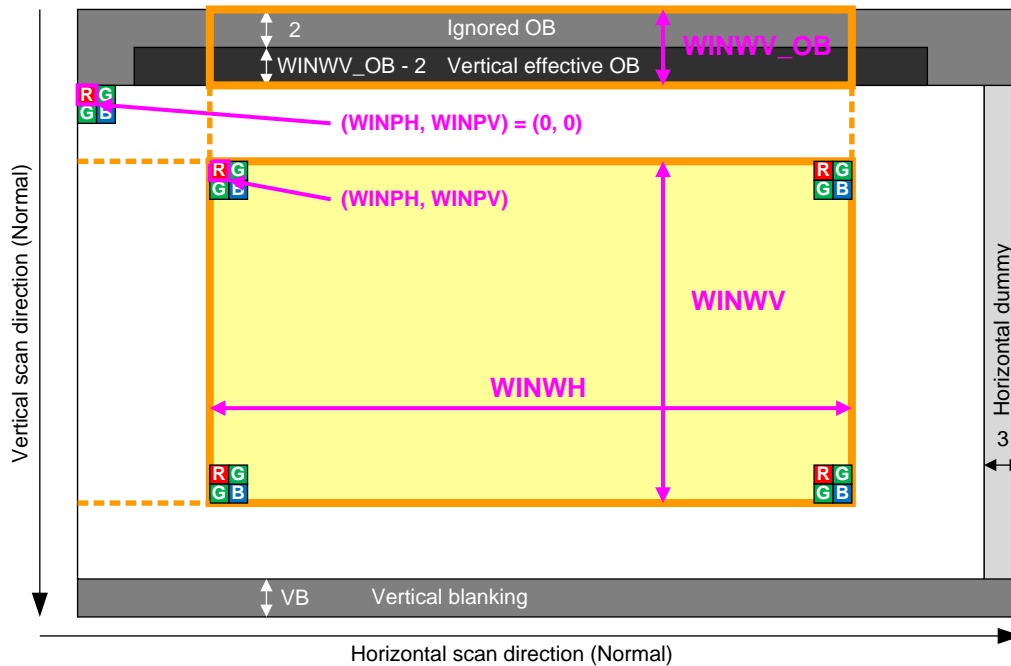 2 Ignored OB
WINWV_OB
WINWV_OB - 2 Vertical effective OB
R G
G B
(WINPH, WINPV) = (0, 0)
R G
G B
(WINPH, WINPV)
R G
G B
WINWV
WINWH
R G
G B
R G
G B
3 Horizontal dummy
Vertical scan direction (Normal)
VB Vertical blanking
Horizontal scan direction (Normal)